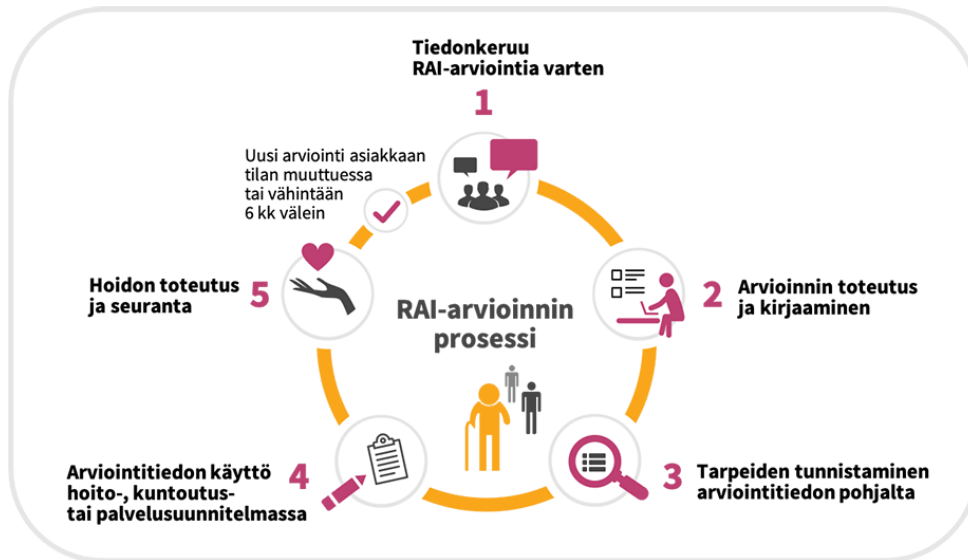 Tiedonkeruu
RAI-arviointia varten
1
Uusi arviointi asiakkaan
tilan muuttuessa
tai vähintään
6 kk välein
Hoidon toteutus
ja seuranta
5
RAI-arvioinnin
prosessi
2
Arvioinnin toteutus
ja kirjaaminen
Arviointitiedon käyttö
hoito-, kuntoutus-
tai palvelusuunnitelmassa
4
3
Tarpeiden tunnistaminen
arviointitiedon pohjalta